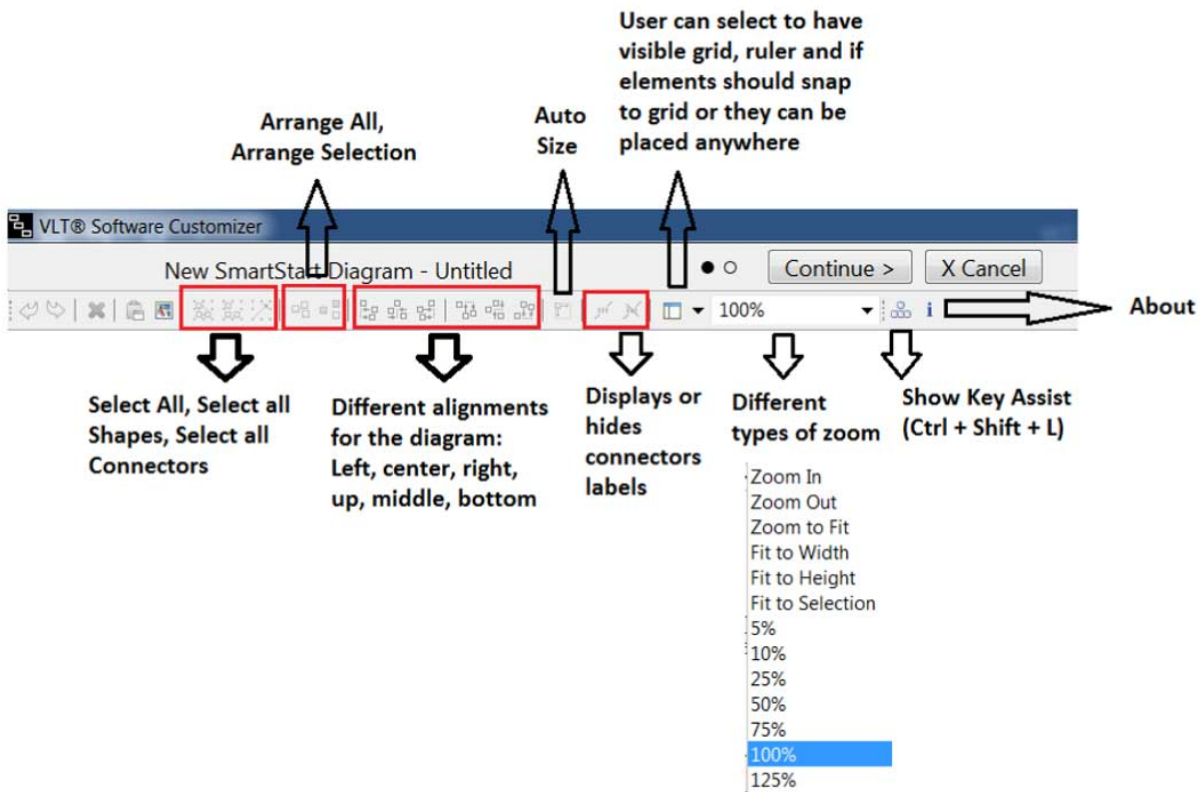 User can select to have
visible grid, ruler and if
elements should snap
to grid or they can be
placed anywhere
Arrange All,
Arrange Selection
Auto
Size
VLT® Software Customizer
New SmartStart Diagram - Untitled
Continue >
X Cancel
100%
i
About
Select All, Select all
Shapes, Select all
Connectors
Different alignments
for the diagram:
Left, center, right,
up, middle, bottom
Displays or
hides
connectors
labels
Different
types of zoom
Show Key Assist
(Ctrl + Shift + L)
Zoom In
Zoom Out
Zoom to Fit
Fit to Width
Fit to Height
Fit to Selection
5%
10%
25%
50%
75%
100%
125%